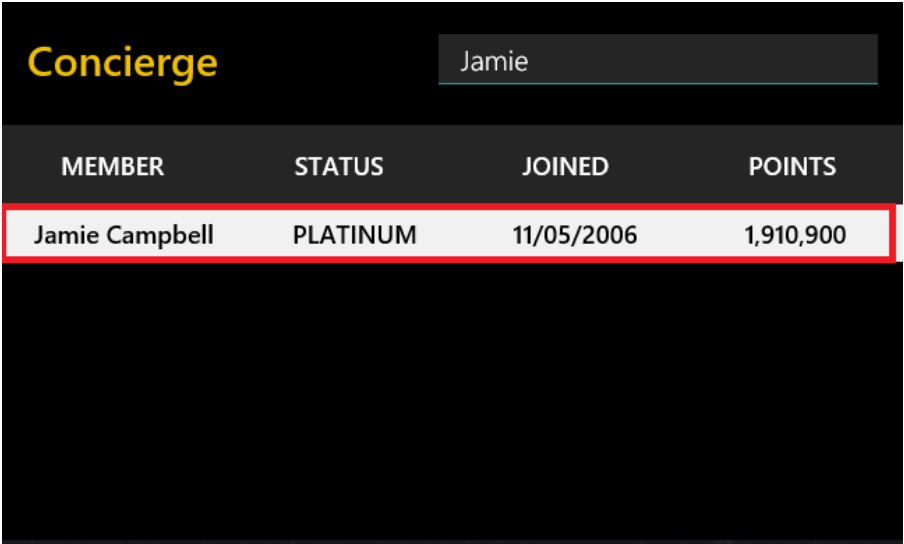 Concierge Jamie
MEMBER STATUS JOINED POINTS
Jamie Campbell PLATINUM 11/05/2006 1,910,900